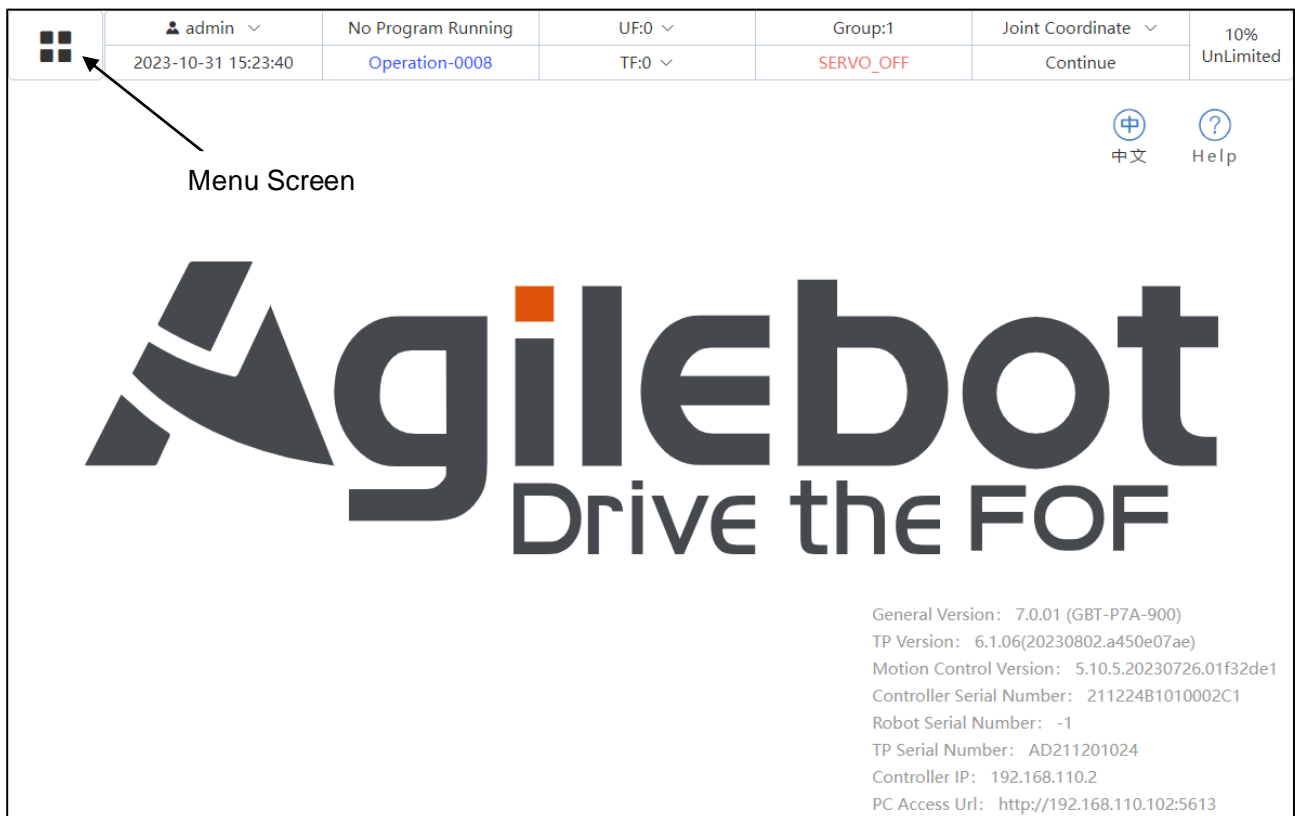 admin
No Program Running
UF:0
Group:1
Joint Coordinate
10%
UnLimited
2023-10-31 15:23:40
Operation-0008
TF:0
SERVO_OFF
Continue
中
?
中文
Help
Menu Screen
Agilebot
Drive the FOF
General Version: 7.0.01 (GBT-P7A-900)
TP Version: 6.1.06(20230802.a450e07ae)
Motion Control Version: 5.10.5.20230726.01f32de1
Controller Serial Number: 211224B1010002C1
Robot Serial Number: -1
TP Serial Number: AD211201024
Controller IP: 192.168.110.2
PC Access Url: http://192.168.110.102:5613